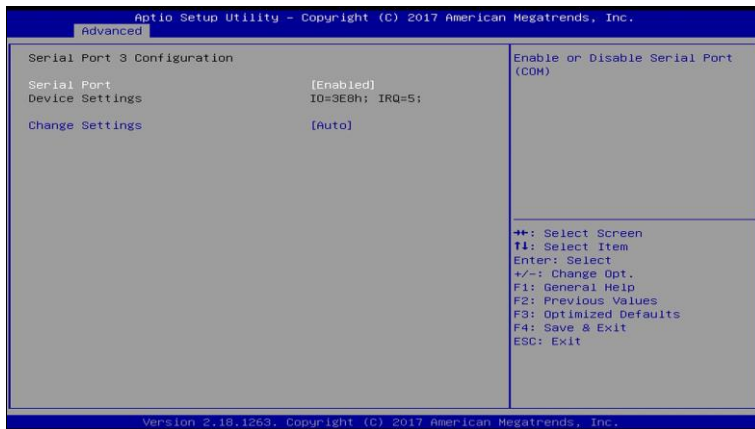 Aptio Setup Utility – Copyright (C) 2017 American Megatrends, Inc.
Advanced
Serial Port 3 Configuration
Serial Port [Enabled]
Device Settings IO=3E8h; IRQ=5;
Change Settings [Auto]
Enable or Disable Serial Port
(COM)
→←: Select Screen
↑↓: Select Item
Enter: Select
+/-: Change Opt.
F1: General Help
F2: Previous Values
F3: Optimized Defaults
F4: Save & Exit
ESC: Exit
Version 2.18.1263. Copyright (C) 2017 American Megatrends, Inc.